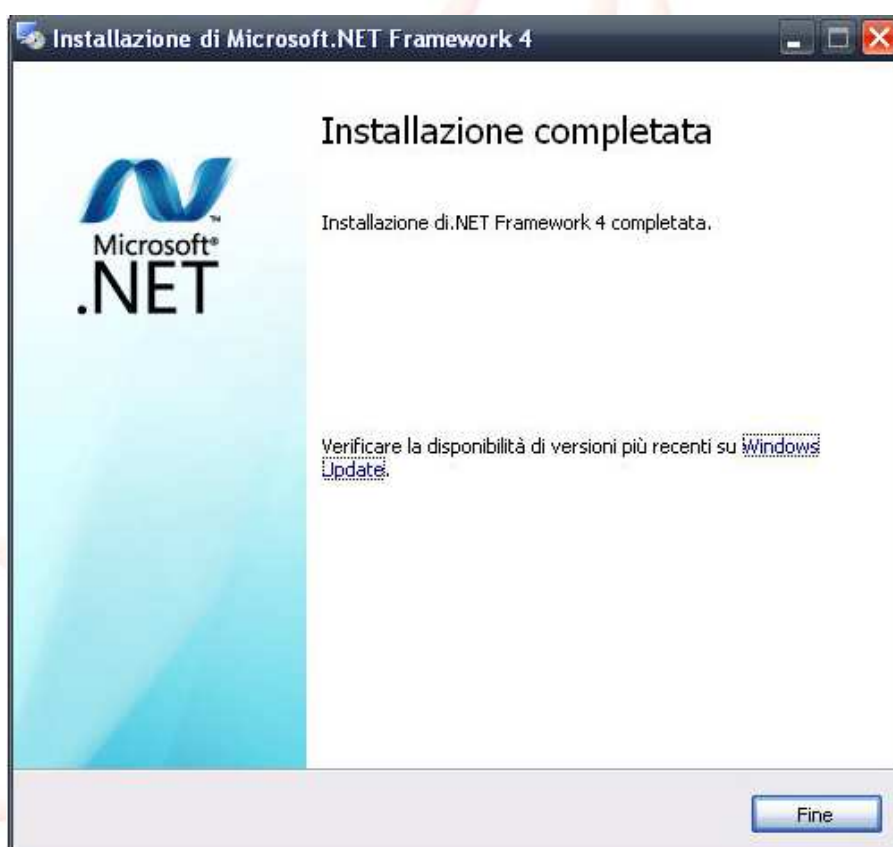 Installazione di Microsoft.NET Framework 4
Installazione completata
Microsoft®
.NET
™
Installazione di.NET Framework 4 completata.
Verificare la disponibilità di versioni più recenti su Windows
Update.
Fine